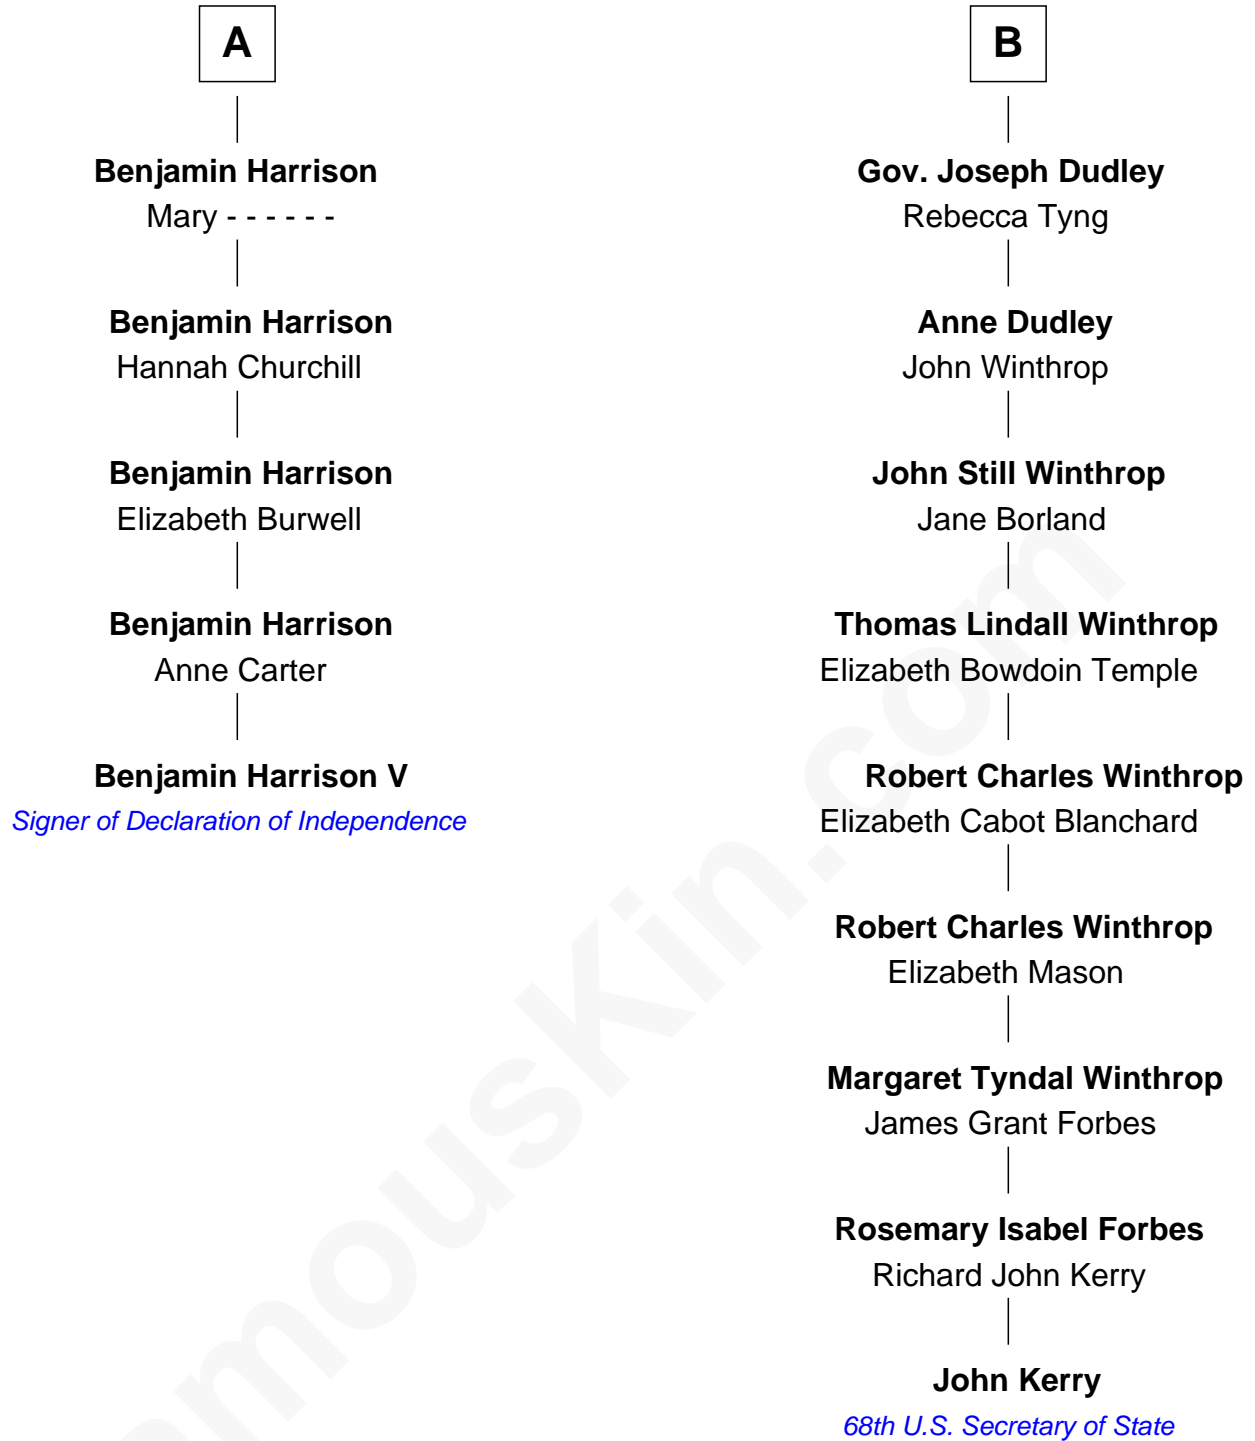 A
Benjamin Harrison
Mary - - - - - -
Benjamin Harrison
Hannah Churchill
Benjamin Harrison
Elizabeth Burwell
Benjamin Harrison
Anne Carter
Benjamin Harrison V
Signer of Declaration of Independence
B
Gov. Joseph Dudley
Rebecca Tyng
Anne Dudley
John Winthrop
John Still Winthrop
Jane Borland
Thomas Lindall Winthrop
Elizabeth Bowdoin Temple
Robert Charles Winthrop
Elizabeth Cabot Blanchard
Robert Charles Winthrop
Elizabeth Mason
Margaret Tyndal Winthrop
James Grant Forbes
Rosemary Isabel Forbes
Richard John Kerry
John Kerry
68th U.S. Secretary of State
amouskin.com